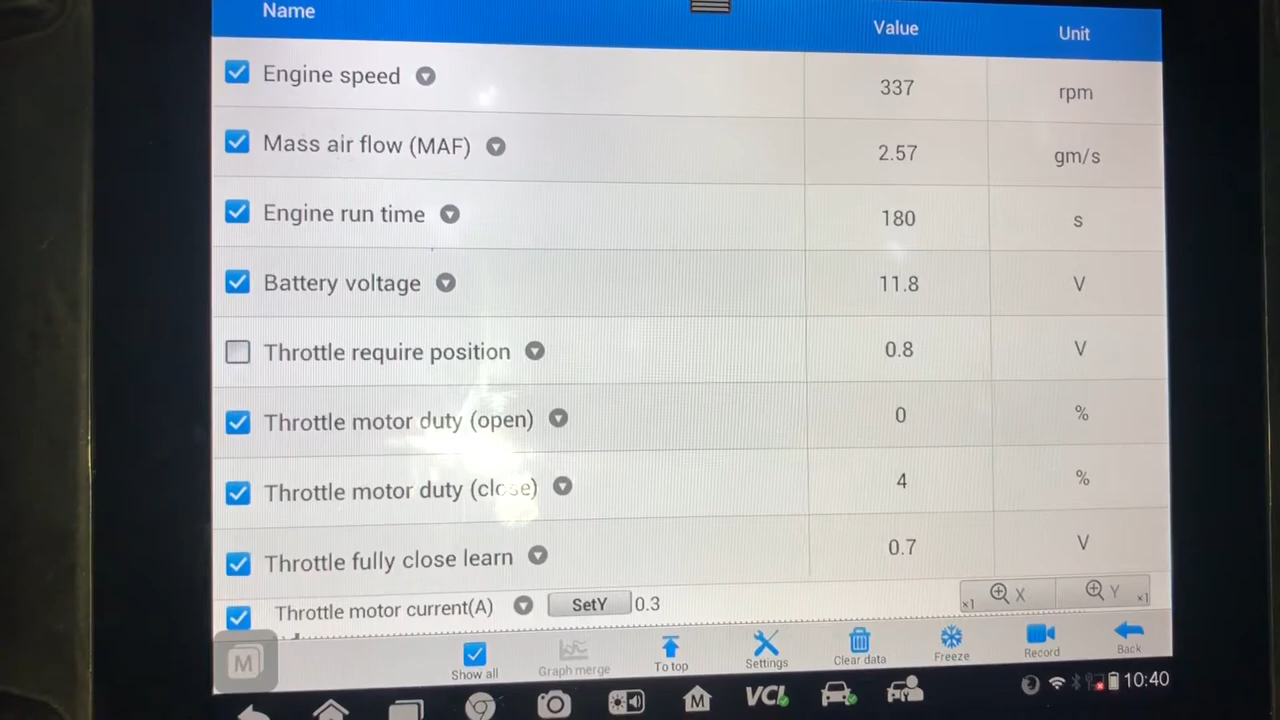 Name Value Unit
Engine speed 337 rpm
Mass air flow (MAF) 2.57 gm/s
Engine run time 180 s
Battery voltage 11.8 V
Throttle require position 0.8 V
Throttle motor duty (open) 0 %
Throttle motor duty (close) 4 %
Throttle fully close learn 0.7 V
Throttle motor current(A) SetY 0.3 x1 X Y x1
M Show all Graph merge To top Settings Clear data Freeze Record Back
M VCI 10:40